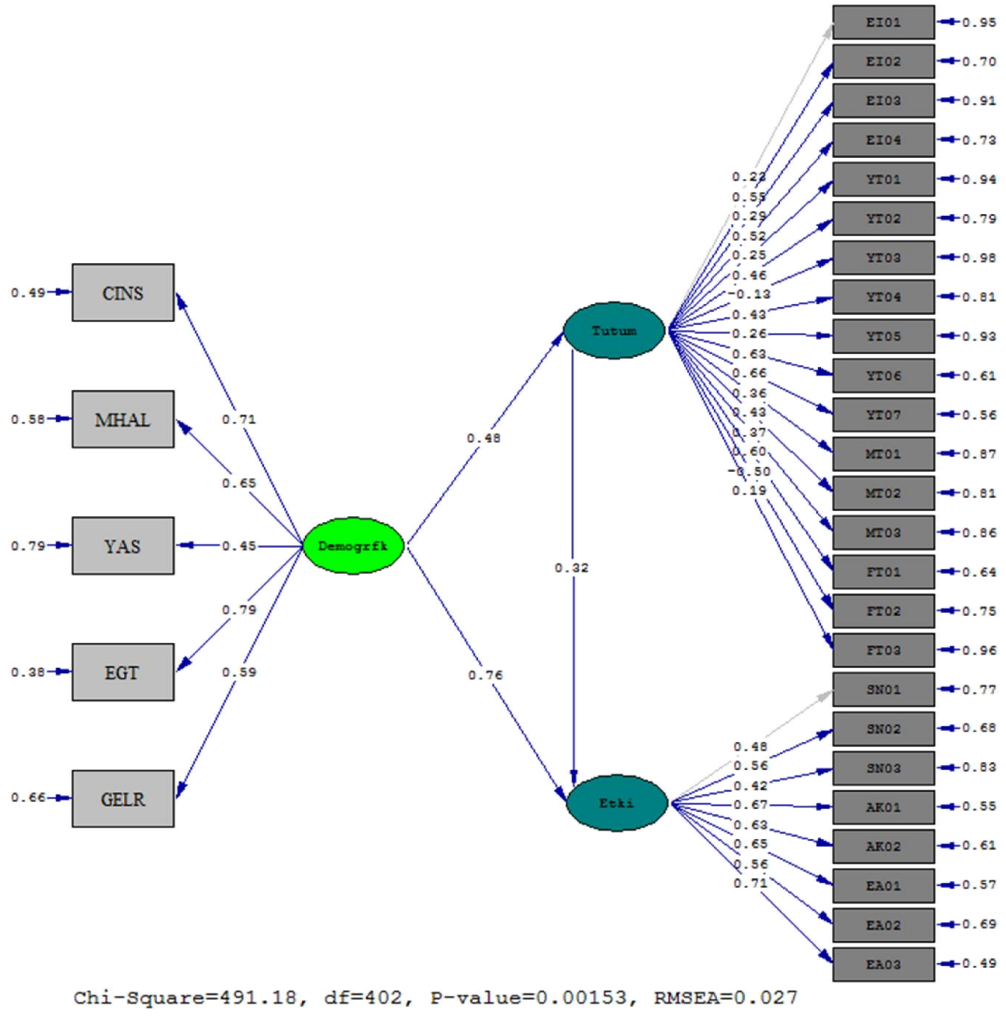 EI01
0.95
EI02
0.70
EI03
0.91
EI04
0.73
YT01
0.94
YT02
0.79
YT03
0.98
YT04
0.81
YT05
0.93
YT06
0.61
YT07
0.56
MT01
0.87
MT02
0.81
MT03
0.86
FT01
0.64
FT02
0.75
FT03
0.96
SN01
0.77
SN02
0.68
SN03
0.83
AK01
0.55
AK02
0.61
EA01
0.57
EA02
0.69
EA03
0.49
0.23
0.55
0.29
0.52
0.25
0.46
-0.13
0.43
0.26
0.63
0.66
0.36
0.43
0.37
0.60
-0.50
0.19
0.48
0.56
0.42
0.67
0.63
0.65
0.56
0.71
Tutum
Etki
0.32
0.48
0.76
Demogrfk
0.71
0.65
0.45
0.79
0.59
0.49
CINS
0.58
MHAL
0.79
YAS
0.38
EGT
0.66
GELR
Chi-Square=491.18, df=402, P-value=0.00153, RMSEA=0.027